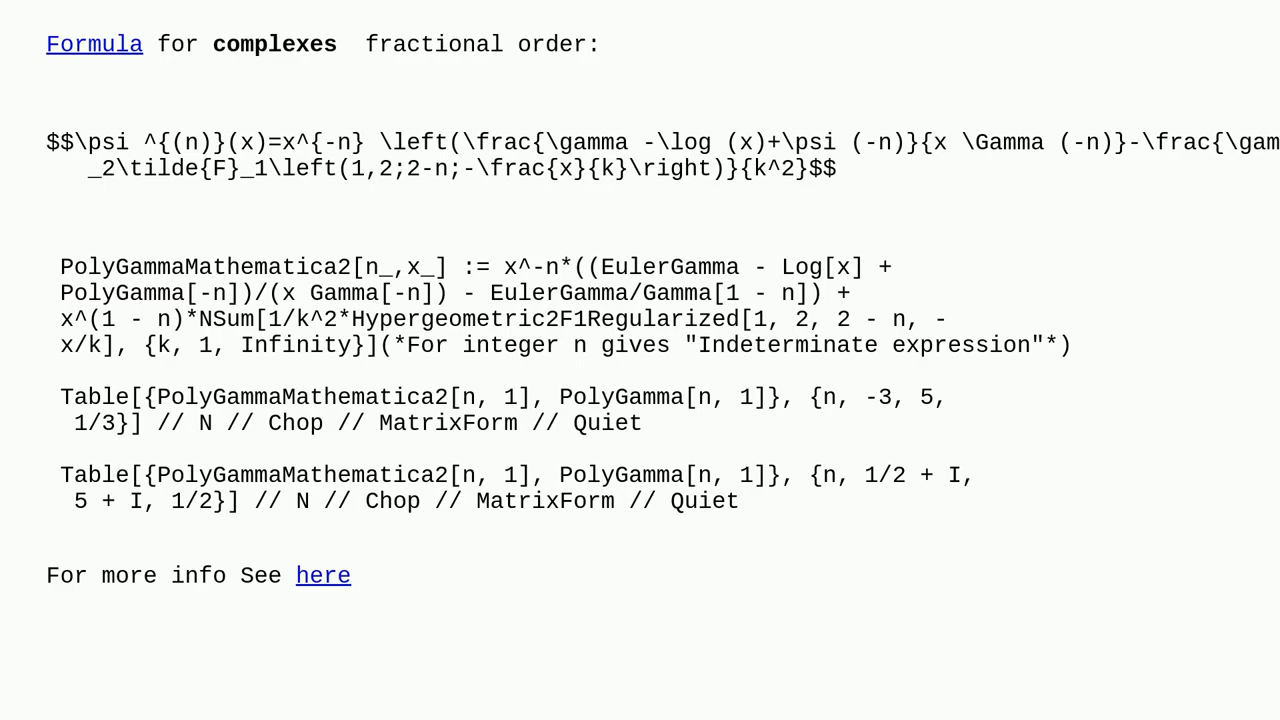 Formula for complexes fractional order:
$$\psi ^{(n)}(x)=x^{-n} \left(\frac{\gamma -\log (x)+\psi (-n)}{x \Gamma (-n)}-\frac{\gam
_2\tilde{F}_1\left(1,2;2-n;-\frac{x}{k}\right)}{k^2}$$
PolyGammaMathematica2[n_,x_] := x^-n*((EulerGamma - Log[x] +
PolyGamma[-n])/(x Gamma[-n]) - EulerGamma/Gamma[1 - n]) +
x^(1 - n)*NSum[1/k^2*Hypergeometric2F1Regularized[1, 2, 2 - n, -
x/k], {k, 1, Infinity}](*For integer n gives "Indeterminate expression"*)
Table[{PolyGammaMathematica2[n, 1], PolyGamma[n, 1]}, {n, -3, 5,
1/3}] // N // Chop // MatrixForm // Quiet
Table[{PolyGammaMathematica2[n, 1], PolyGamma[n, 1]}, {n, 1/2 + I,
5 + I, 1/2}] // N // Chop // MatrixForm // Quiet
For more info See here